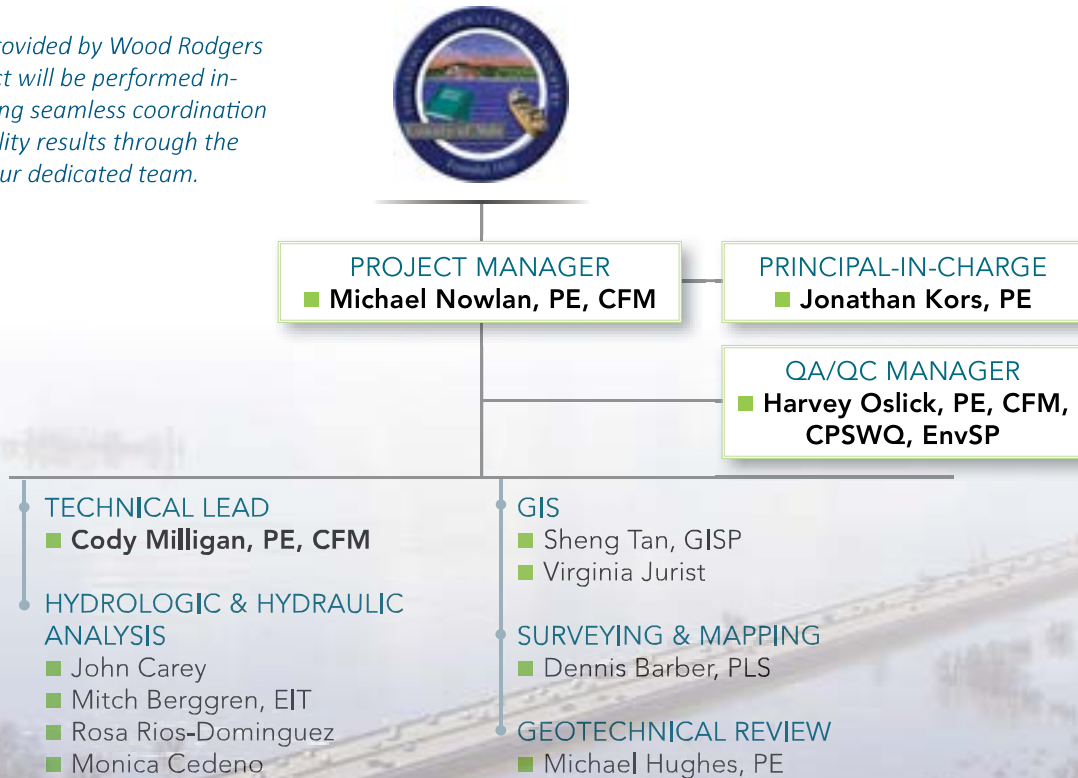 rovided by Wood Rodgers
ct will be performed in-
ng seamless coordination
lity results through the
ur dedicated team.
County of Yolo
PROJECT MANAGER
Michael Nowlan, PE, CFM
PRINCIPAL-IN-CHARGE
Jonathan Kors, PE
QA/QC MANAGER
Harvey Oslick, PE, CFM,
CPSWQ, EnvSP
TECHNICAL LEAD
Cody Milligan, PE, CFM
HYDROLOGIC & HYDRAULIC
ANALYSIS
John Carey
Mitch Berggren, EIT
Rosa Rios-Dominguez
Monica Cedeno
GIS
Sheng Tan, GISP
Virginia Jurist
SURVEYING & MAPPING
Dennis Barber, PLS
GEOTECHNICAL REVIEW
Michael Hughes, PE